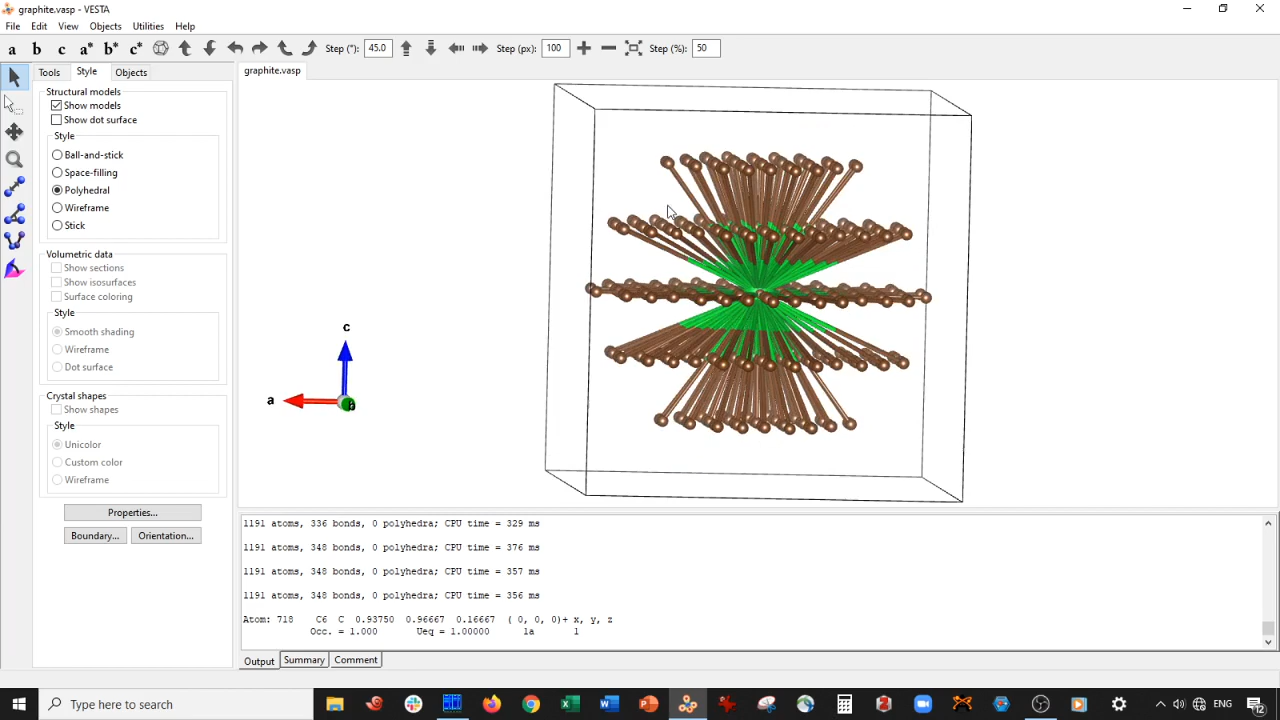 graphite.vasp - VESTA
File Edit View Objects Utilities Help
a b c a* b* c* Step (°): 45.0 Step (px): 100 Step (%): 50
Tools Style Objects
graphite.vasp
Structural models
Show models
Show dot surface
Style
Ball-and-stick
Space-filling
Polyhedral
Wireframe
Stick
Volumetric data
Show sections
Show isosurfaces
Surface coloring
Style
Smooth shading
Wireframe
Dot surface
Crystal shapes
Show shapes
Style
Unicolor
Custom color
Wireframe
Properties...
Boundary... Orientation...
c
a b
1191 atoms, 336 bonds, 0 polyhedra; CPU time = 329 ms
1191 atoms, 348 bonds, 0 polyhedra; CPU time = 376 ms
1191 atoms, 348 bonds, 0 polyhedra; CPU time = 357 ms
1191 atoms, 348 bonds, 0 polyhedra; CPU time = 356 ms
Atom: 718 C6 C 0.93750 0.96667 0.16667 ( 0, 0, 0)+ x, y, z
Occ. = 1.000 Ueq = 1.00000 1a 1
Output Summary Comment
Type here to search
ENG
12